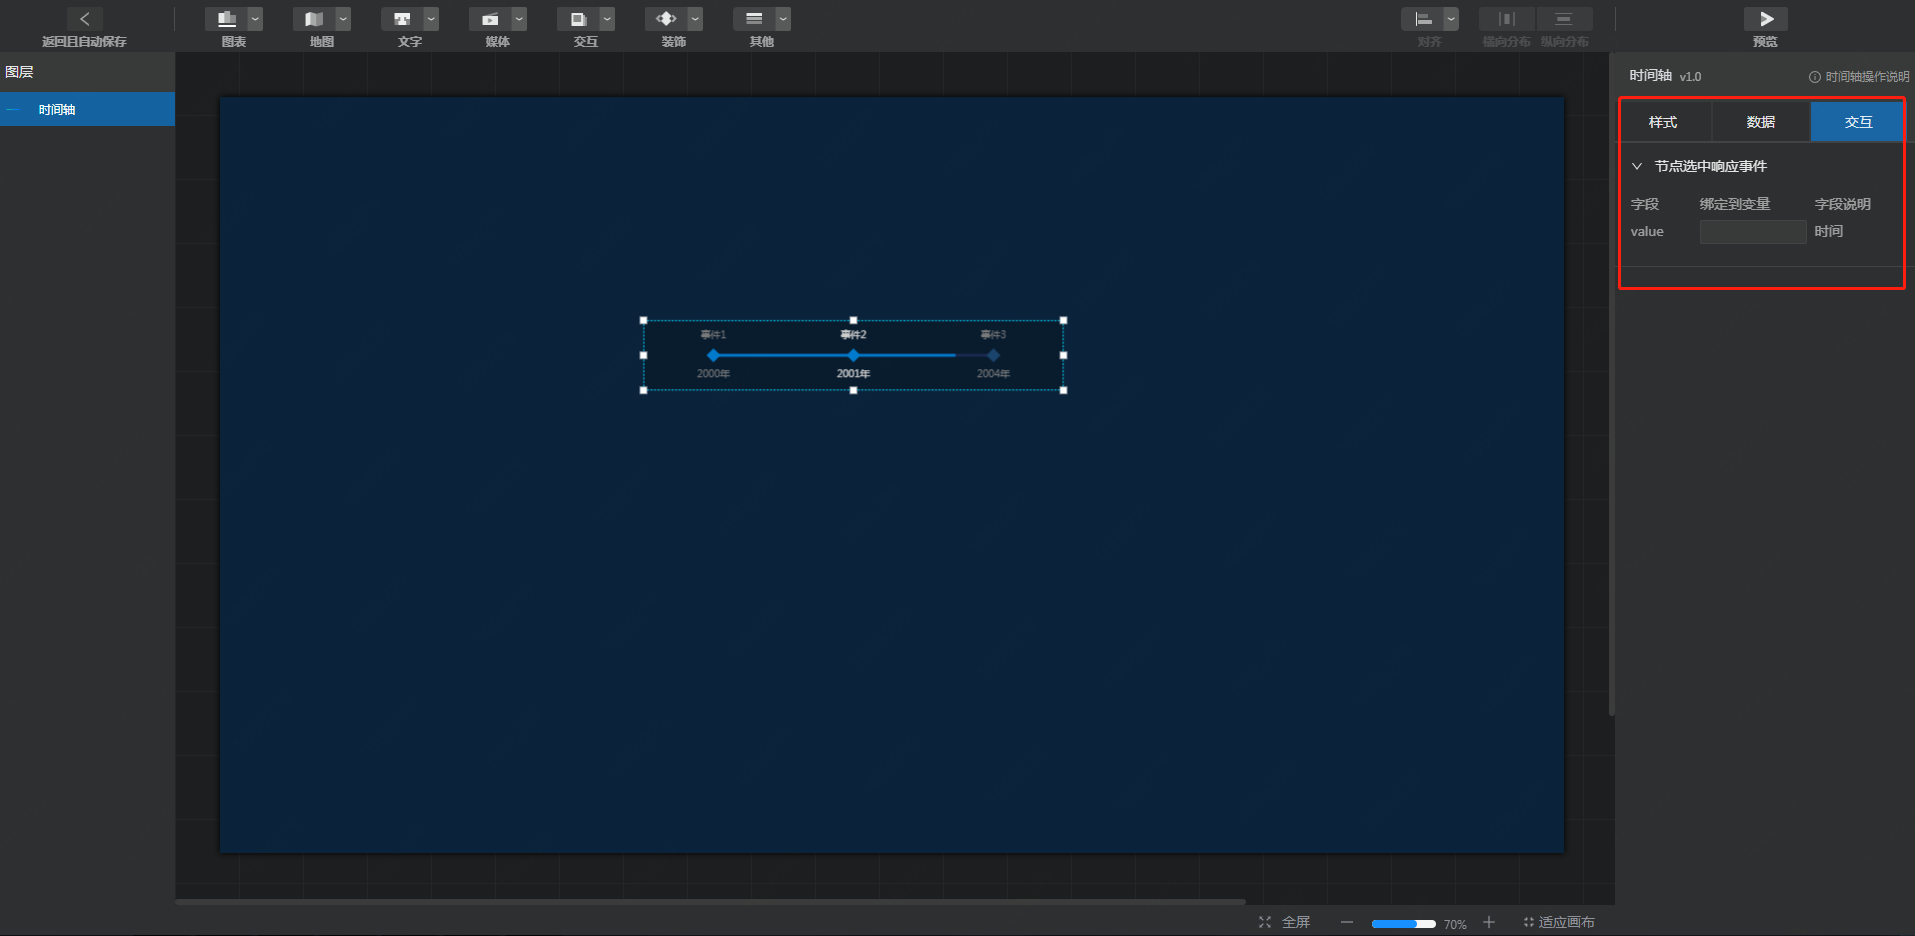 返回且自动保存
图表
地图
文字
媒体
交互
装饰
其他
对齐
横向分布
纵向分布
预览
图层
时间轴
时间轴 v1.0
时间轴操作说明
样式
数据
交互
节点选中响应事件
字段 绑定到变量 字段说明
value 时间
事件1 事件2 事件3
2000年 2001年 2004年
全屏
70%
适应画布